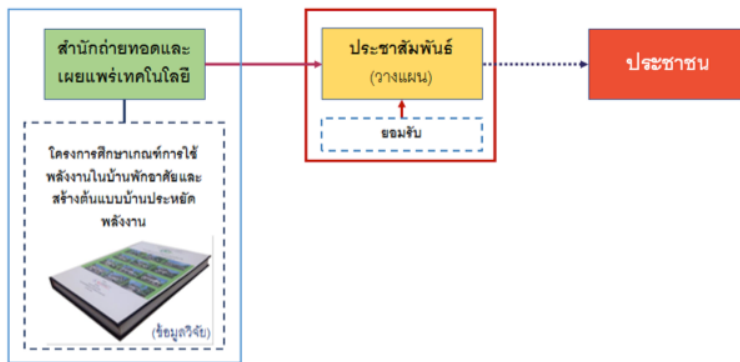 สำนักถ่ายทอดและ
เผยแพร่เทคโนโลยี
ประชาสัมพันธ์
(วางแผน)
ประชาชน
ยอมรับ
โครงการศึกษาเกณฑ์การใช้
พลังงานในบ้านพักอาศัยและ
สร้างต้นแบบบ้านประหยัด
พลังงาน
(ข้อมูลวิจัย)